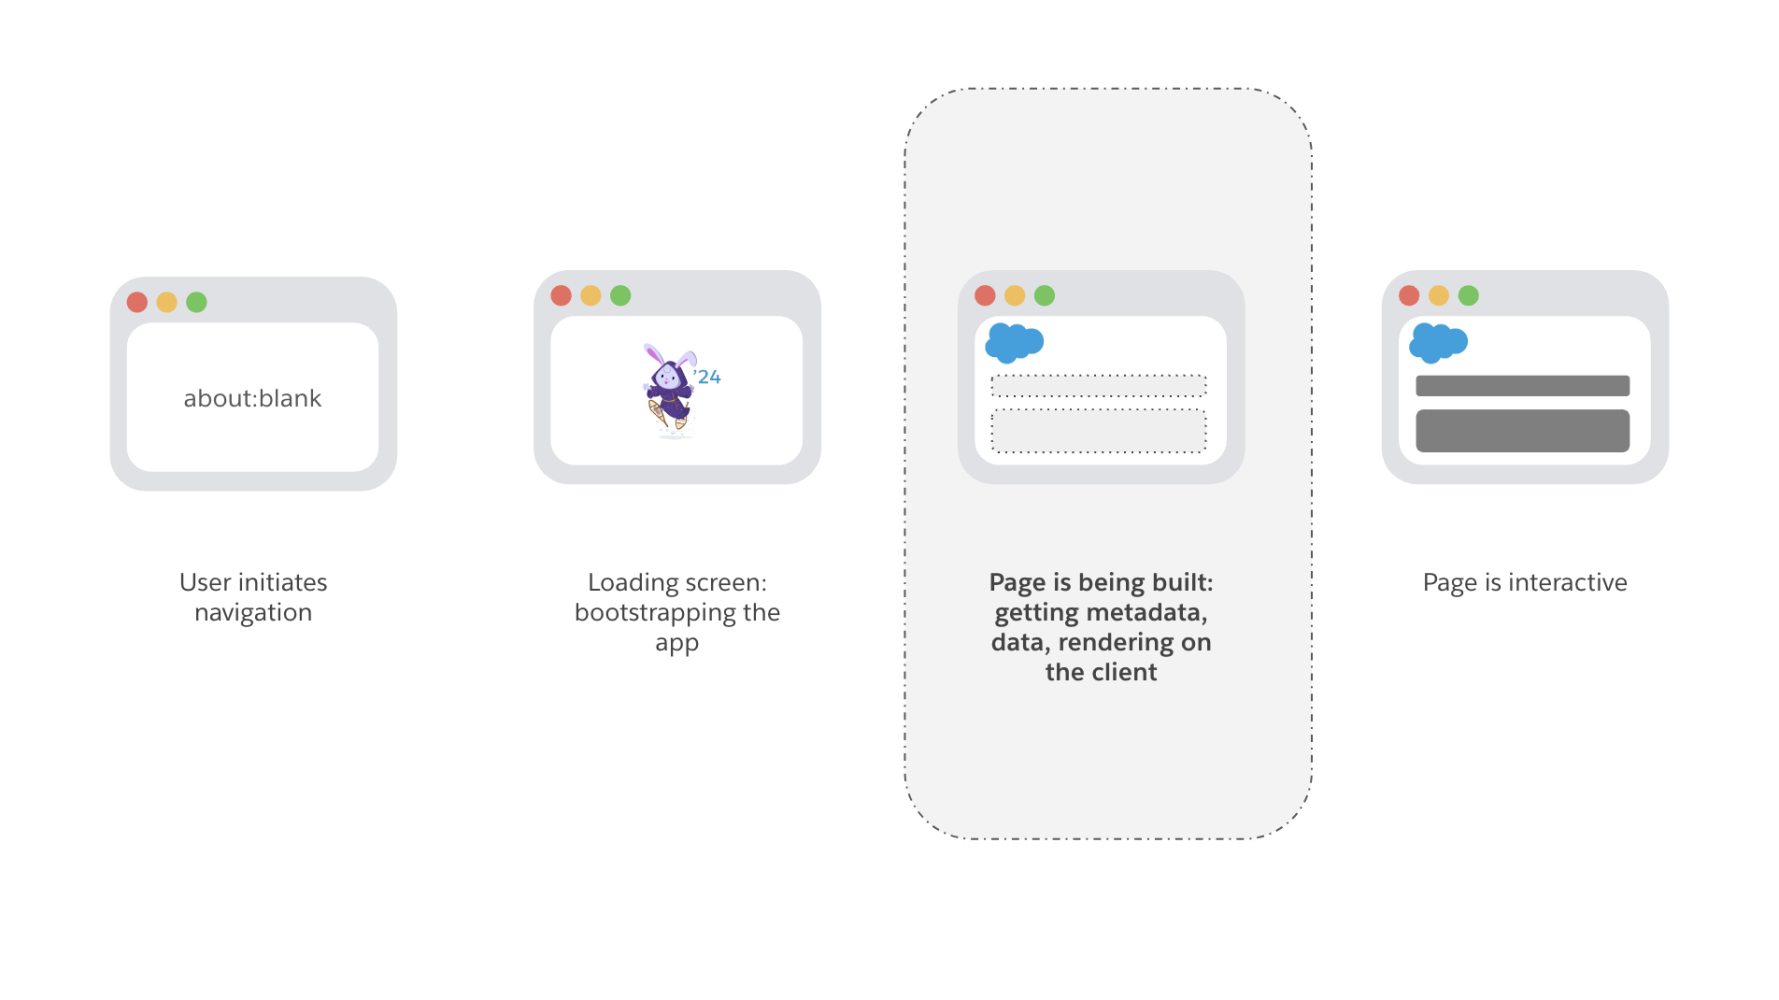 about:blank
’24
User initiates
navigation
Loading screen:
bootstrapping the
app
Page is being built:
getting metadata,
data, rendering on
the client
Page is interactive